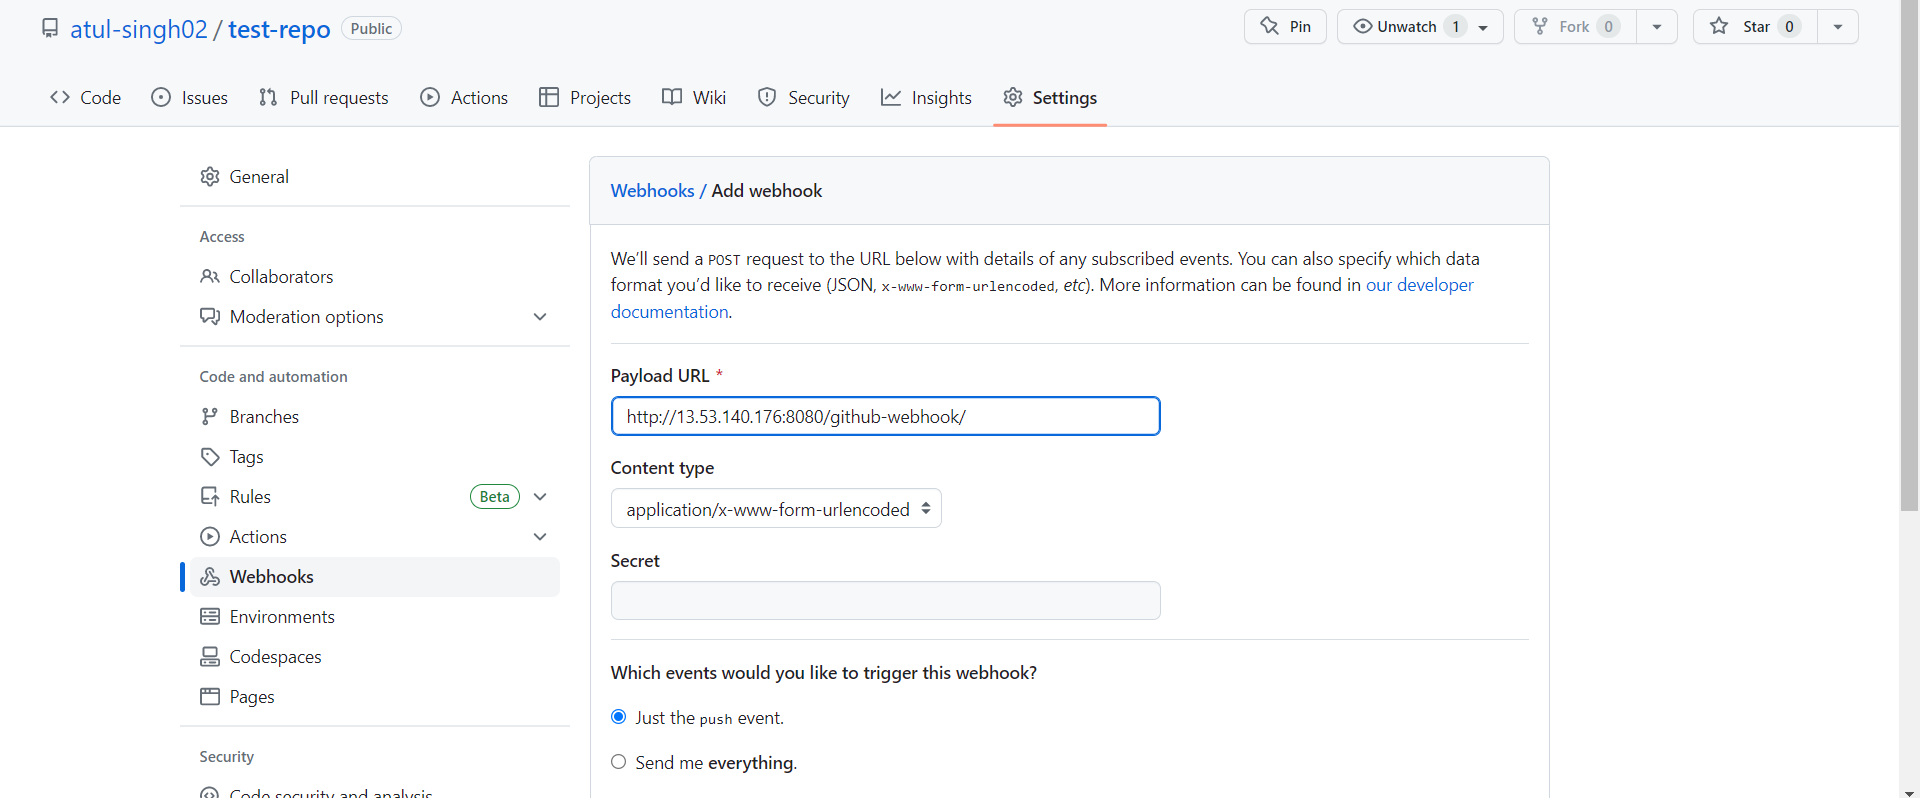 atul-singh02 / test-repo Public
Pin Unwatch 1 Fork 0 Star 0
Code Issues Pull requests Actions Projects Wiki Security Insights Settings
General
Access
Collaborators
Moderation options
Code and automation
Branches
Tags
Rules Beta
Actions
Webhooks
Environments
Codespaces
Pages
Security
Code security and analysis
Webhooks / Add webhook
We’ll send a POST request to the URL below with details of any subscribed events. You can also specify which data
format you’d like to receive (JSON, x-www-form-urlencoded, etc). More information can be found in our developer
documentation.
Payload URL *
http://13.53.140.176:8080/github-webhook/
Content type
application/x-www-form-urlencoded
Secret
Which events would you like to trigger this webhook?
Just the push event.
Send me everything.